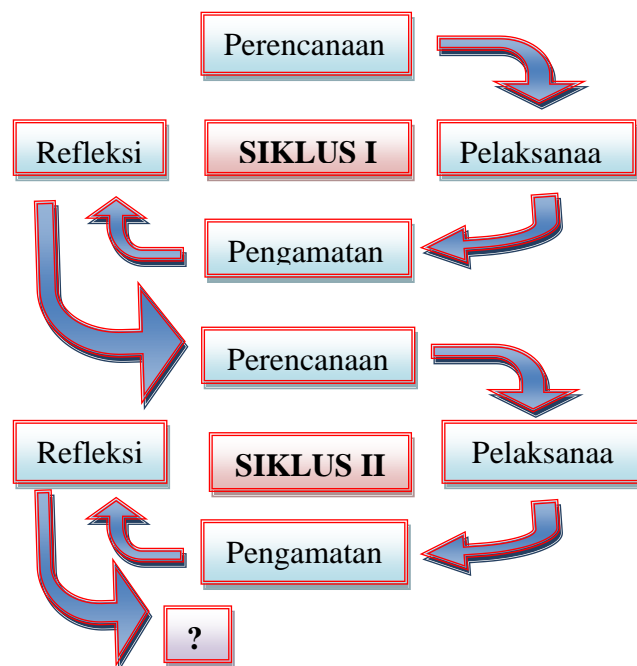 Perencanaan
Refleksi
SIKLUS I
Pelaksanaa
Pengamatan
Perencanaan
Refleksi
SIKLUS II
Pelaksanaa
Pengamatan
?